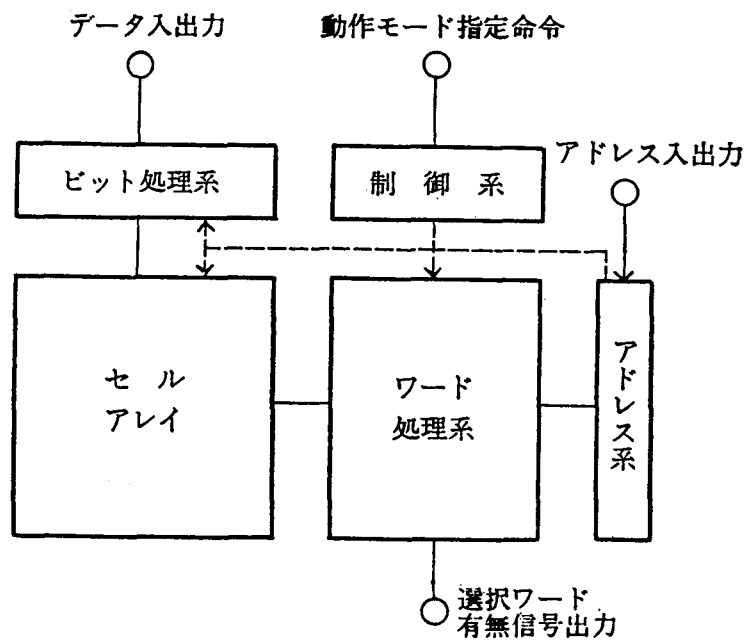 データ入出力
動作モード指定命令
アドレス入出力
ビット処理系
制御系
セル
アレイ
ワード
処理系
アドレス系
選択ワード
有無信号出力